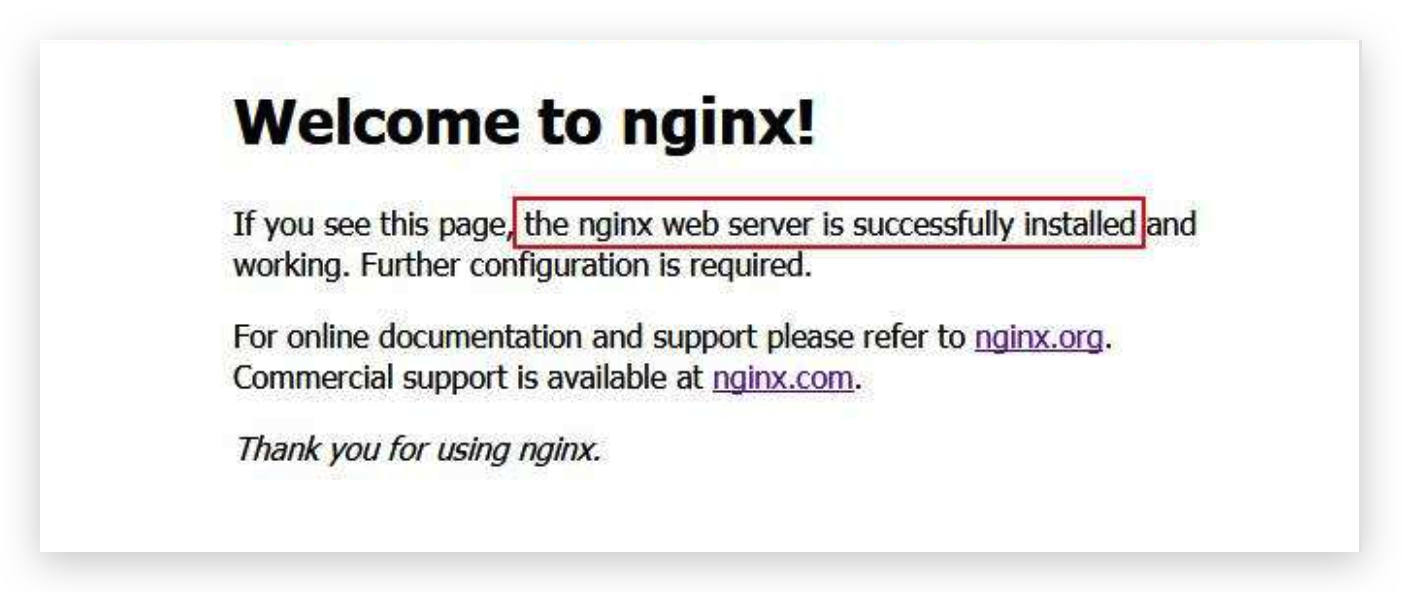 Welcome to nginx!
If you see this page, the nginx web server is successfully installed and
working. Further configuration is required.
For online documentation and support please refer to nginx.org.
Commercial support is available at nginx.com.
Thank you for using nginx.